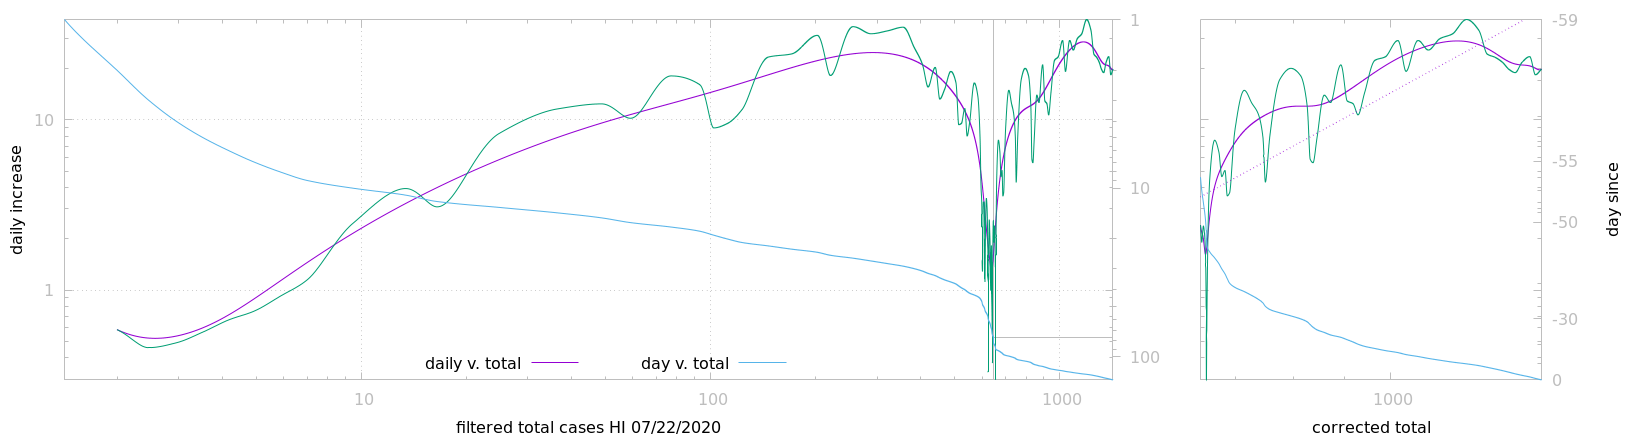 daily increase
10
1
daily v. total
day v. total
10
100
1000
filtered total cases HI 07/22/2020
1
10
100
1000
corrected total
-59
-55
-50
-30
0
day since